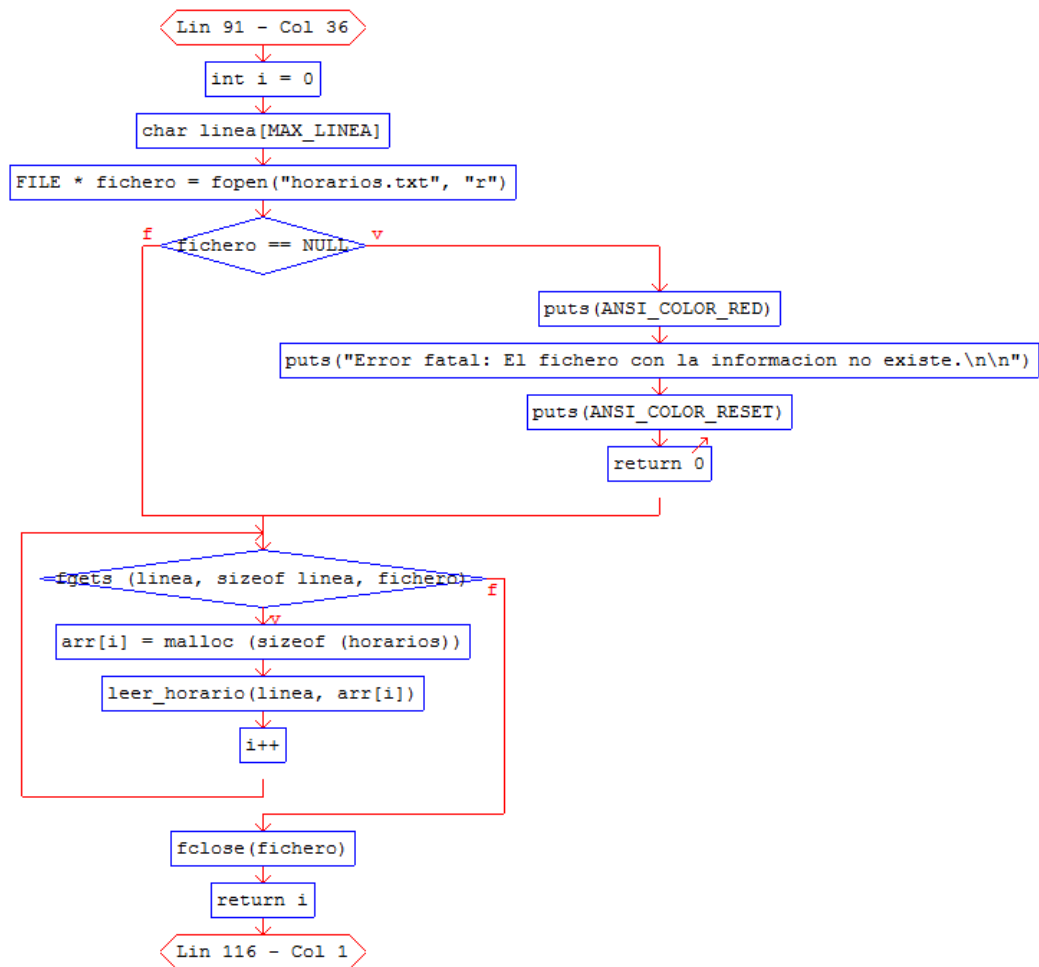 Lin 91 - Col 36
int i = 0
char linea[MAX_LINEA]
FILE * fichero = fopen("horarios.txt", "r")
f
fichero == NULL
v
puts(ANSI_COLOR_RED)
puts("Error fatal: El fichero con la informacion no existe.\n\n")
puts(ANSI_COLOR_RESET)
return 0
fgets (linea, sizeof linea, fichero)
f
v
arr[i] = malloc (sizeof (horarios))
leer_horario(linea, arr[i])
i++
fclose(fichero)
return i
Lin 116 - Col 1